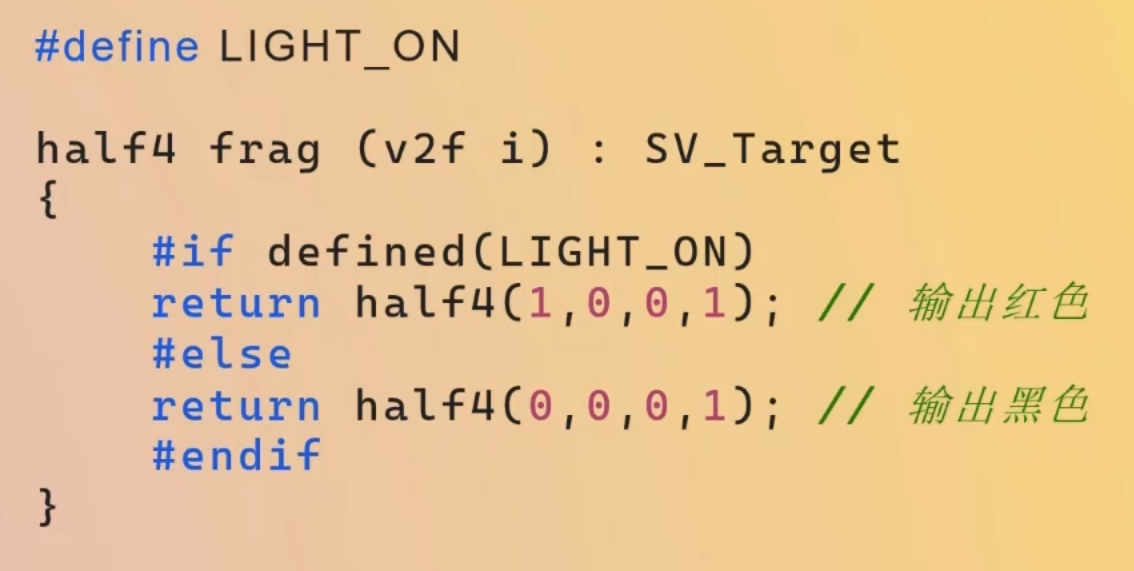 #define LIGHT_ON
half4 frag (v2f i) : SV_Target
{
#if defined(LIGHT_ON)
return half4(1,0,0,1); // 输出红色
#else
return half4(0,0,0,1); // 输出黑色
#endif
}